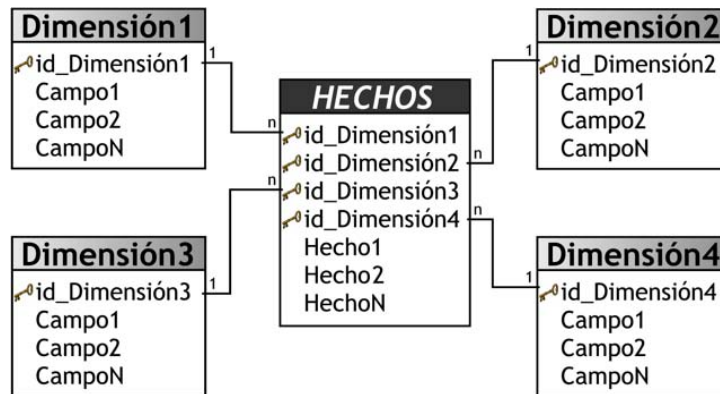 Dimensión1
1
id_Dimensión1
Campo1
Campo2
CampoN
Dimensión2
1
id_Dimensión2
Campo1
Campo2
CampoN
HECHOS
n
id_Dimensión1
id_Dimensión2
n
n
id_Dimensión3
id_Dimensión4
n
Hecho1
Hecho2
HechoN
Dimensión3
id_Dimensión3
1
Campo1
Campo2
CampoN
Dimensión4
1
id_Dimensión4
Campo1
Campo2
CampoN